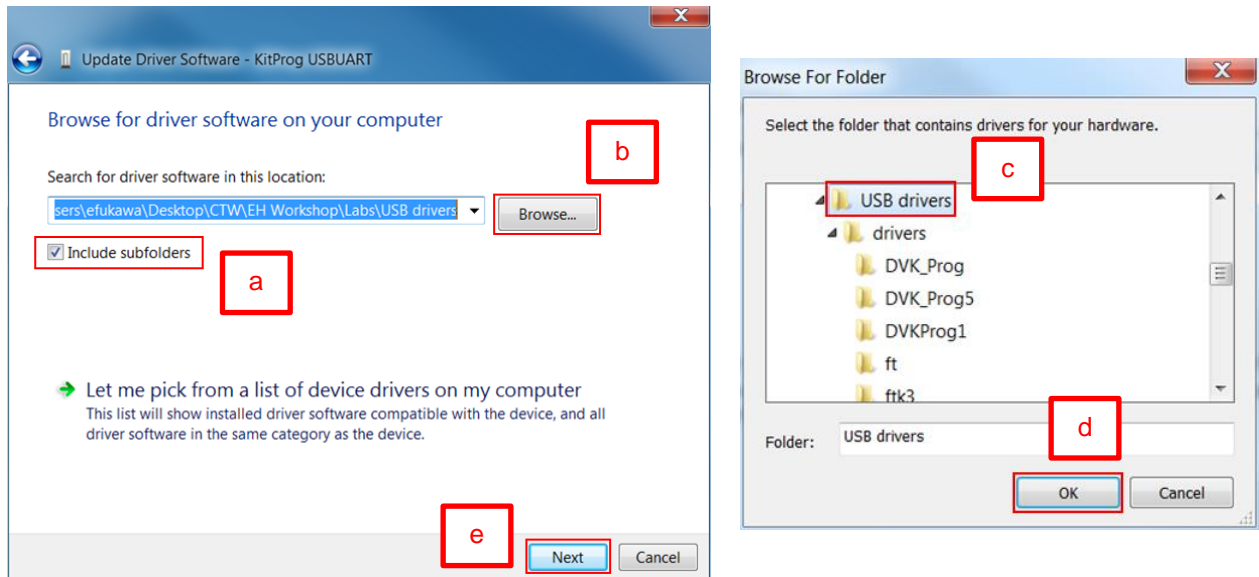 X
Update Driver Software - KitProg USBUART
Browse for driver software on your computer
b
Search for driver software in this location:
sers\efukawa\Desktop\CTW\EH Workshop\Labs\USB drivers
Browse...
Include subfolders
a
Let me pick from a list of device drivers on my computer
This list will show installed driver software compatible with the device, and all
driver software in the same category as the device.
e
Next
Cancel
Browse For Folder
X
Select the folder that contains drivers for your hardware.
c
USB drivers
drivers
DVK_Prog
DVK_Prog5
DVKProg1
ft
ftk3
d
Folder:
USB drivers
OK
Cancel